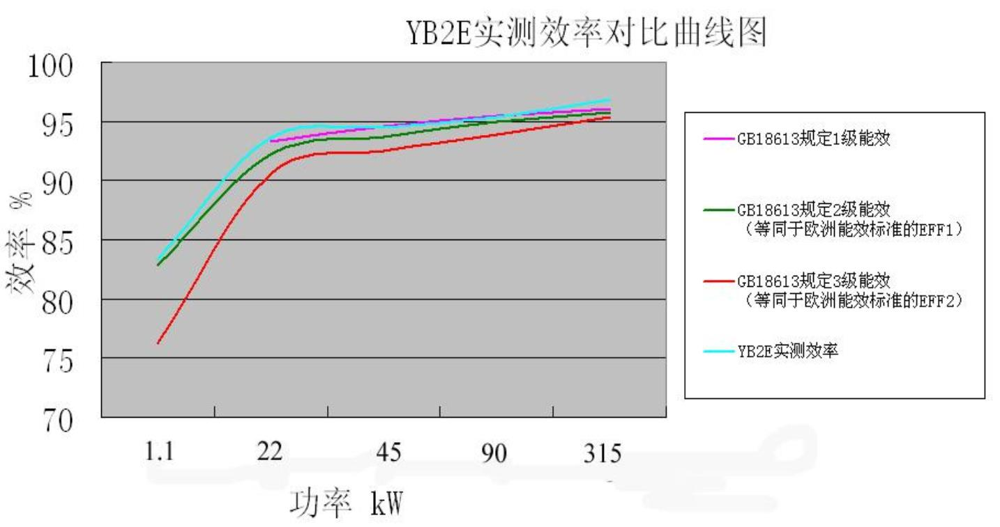 YB2E实测效率对比曲线图
100
95
90
85
80
75
70
效率 %
1.1 22 45 90 315
功率 kW
GB18613规定1级能效
GB18613规定2级能效
（等同于欧洲能效标准的EFF1）
GB18613规定3级能效
（等同于欧洲能效标准的EFF2）
YB2E实测效率